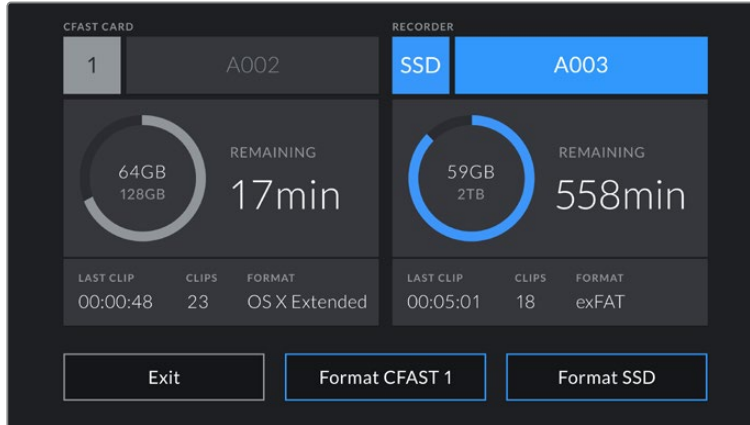 CFAST CARD
1
A002
64GB
128GB
REMAINING
17min
LAST CLIP
CLIPS
FORMAT
00:00:48
23
OS X Extended
RECORDER
SSD
A003
59GB
2TB
REMAINING
558min
LAST CLIP
CLIPS
FORMAT
00:05:01
18
exFAT
Exit
Format CFAST 1
Format SSD